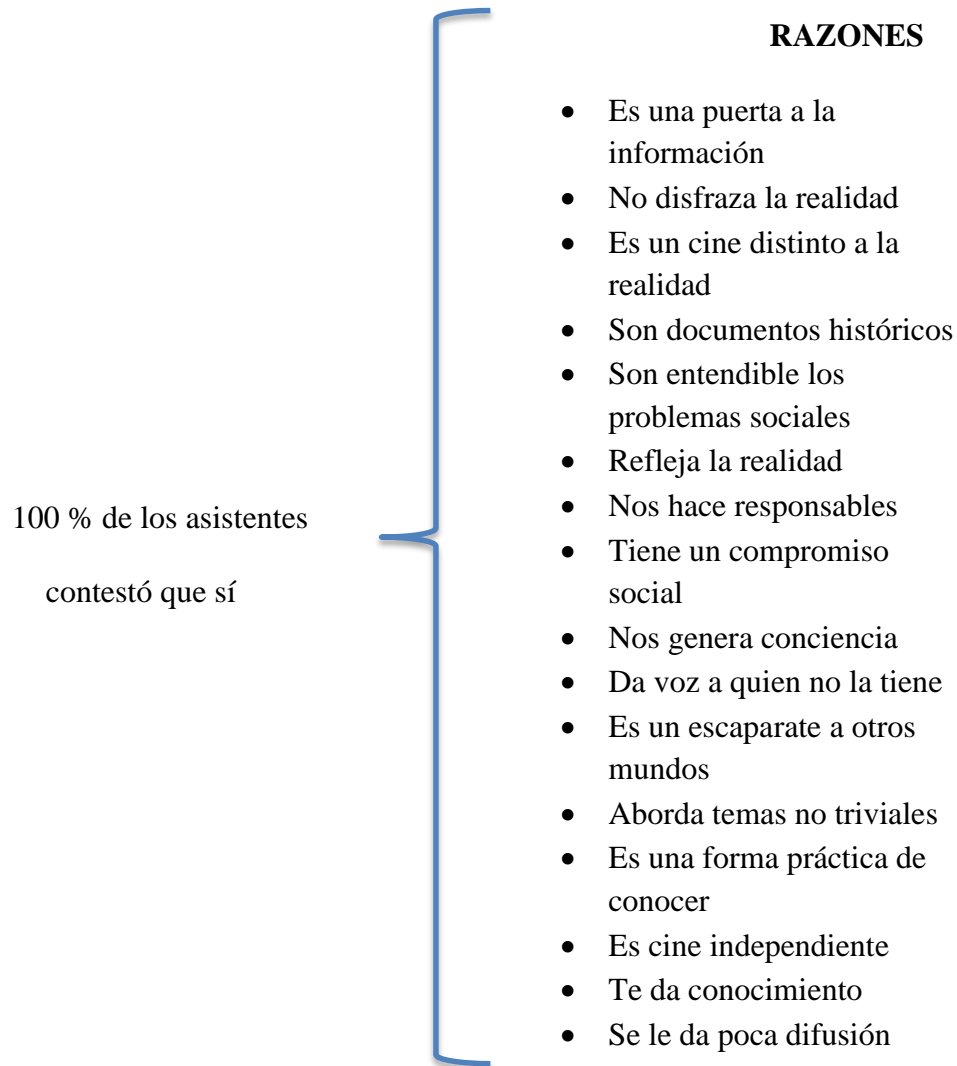 RAZONES
• Es una puerta a la
información
• No disfraza la realidad
• Es un cine distinto a la
realidad
• Son documentos históricos
• Son entendible los
problemas sociales
• Refleja la realidad
• Nos hace responsables
• Tiene un compromiso
social
• Nos genera conciencia
• Da voz a quien no la tiene
• Es un escaparate a otros
mundos
• Aborda temas no triviales
• Es una forma práctica de
conocer
• Es cine independiente
• Te da conocimiento
• Se le da poca difusión
100 % de los asistentes
contestó que sí